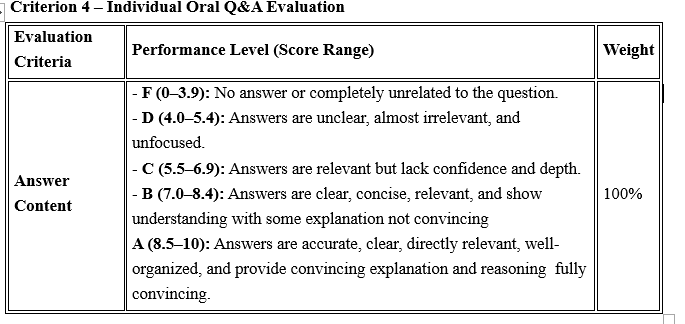 Criterion 4 – Individual Oral Q&A Evaluation
Evaluation
Criteria
Performance Level (Score Range)
Weight
Answer
Content
- F (0–3.9): No answer or completely unrelated to the question.
- D (4.0–5.4): Answers are unclear, almost irrelevant, and
unfocused.
- C (5.5–6.9): Answers are relevant but lack confidence and depth.
- B (7.0–8.4): Answers are clear, concise, relevant, and show
understanding with some explanation not convincing
A (8.5–10): Answers are accurate, clear, directly relevant, well-
organized, and provide convincing explanation and reasoning fully
convincing.
100%